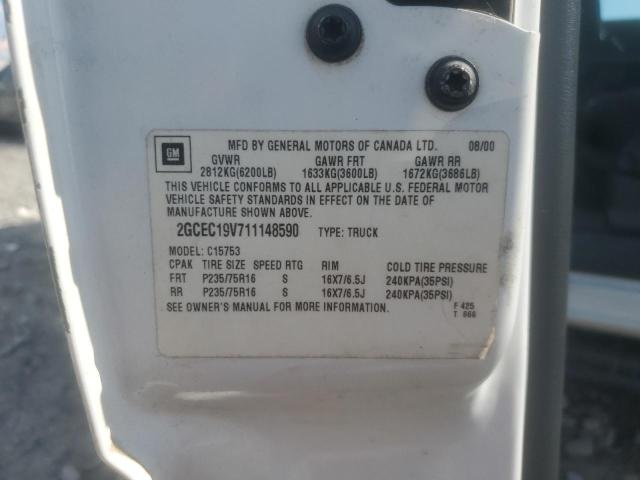 MFD BY GENERAL MOTORS OF CANADA LTD. 08/00
GM
GVWR GAWR FRT GAWR RR
2812KG(6200LB) 1633KG(3600LB) 1672KG(3686LB)
THIS VEHICLE CONFORMS TO ALL APPLICABLE U.S. FEDERAL MOTOR
VEHICLE SAFETY STANDARDS IN EFFECT ON THE DATE OF
MANUFACTURE SHOWN ABOVE.
2GCEC19V711148590 TYPE: TRUCK
MODEL: C15753
CPAK TIRE SIZE SPEED RTG RIM COLD TIRE PRESSURE
FRT P235/75R16 S 16X7/6.5J 240KPA(35PSI)
RR P235/75R16 S 16X7/6.5J 240KPA(35PSI)
SEE OWNER'S MANUAL FOR MORE INFORMATION.
F 425
T 666